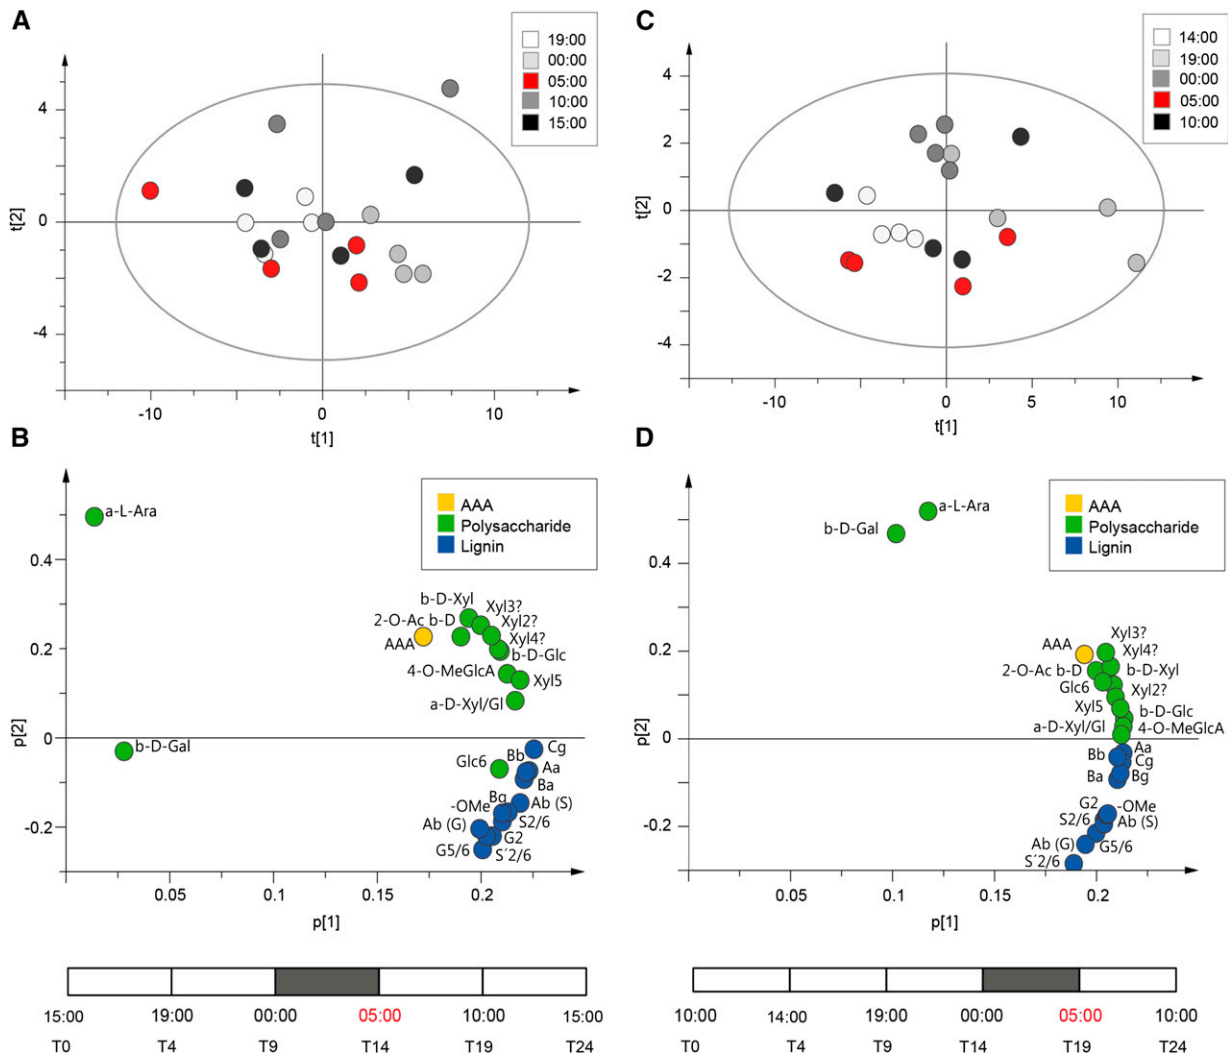 A
19:00
00:00
05:00
10:00
15:00
4
0
-4
t[2]
-10
0
10
t[1]
C
14:00
19:00
00:00
05:00
10:00
4
2
0
-2
-4
t[2]
-10
0
5
10
t[1]
B
AAA
Polysaccharide
Lignin
a-L-Ara
b-D-Xyl
Xyl3?
2-O-Ac b-D
Xyl2?
AAA
Xyl4?
b-D-Glc
4-O-MeGlcA
Xyl5
a-D-Xyl/Gl
b-D-Gal
Cg
Bb
Glc6
Aa
Ba
Bg
Ab (S)
-OMe
S2/6
Ab (G)
G2
G5/6
S´2/6
0.4
0.2
0
-0.2
p[2]
0.05
0.1
0.15
0.2
p[1]
D
AAA
Polysaccharide
Lignin
a-L-Ara
b-D-Gal
Xyl3?
AAA
Xyl4?
2-O-Ac b-D
b-D-Xyl
Glc6
Xyl2?
Xyl5
b-D-Glc
a-D-Xyl/Gl
4-O-MeGlcA
Aa
Bb
Cg
Ba
Bg
G2
-OMe
S2/6
Ab (S)
Ab (G)
G5/6
S´2/6
0.4
0.2
0
-0.2
p[2]
0.05
0.1
0.15
0.2
p[1]
15:00 19:00 00:00 05:00 10:00 15:00
T0 T4 T9 T14 T19 T24
10:00 14:00 19:00 00:00 05:00 10:00
T0 T4 T9 T14 T19 T24